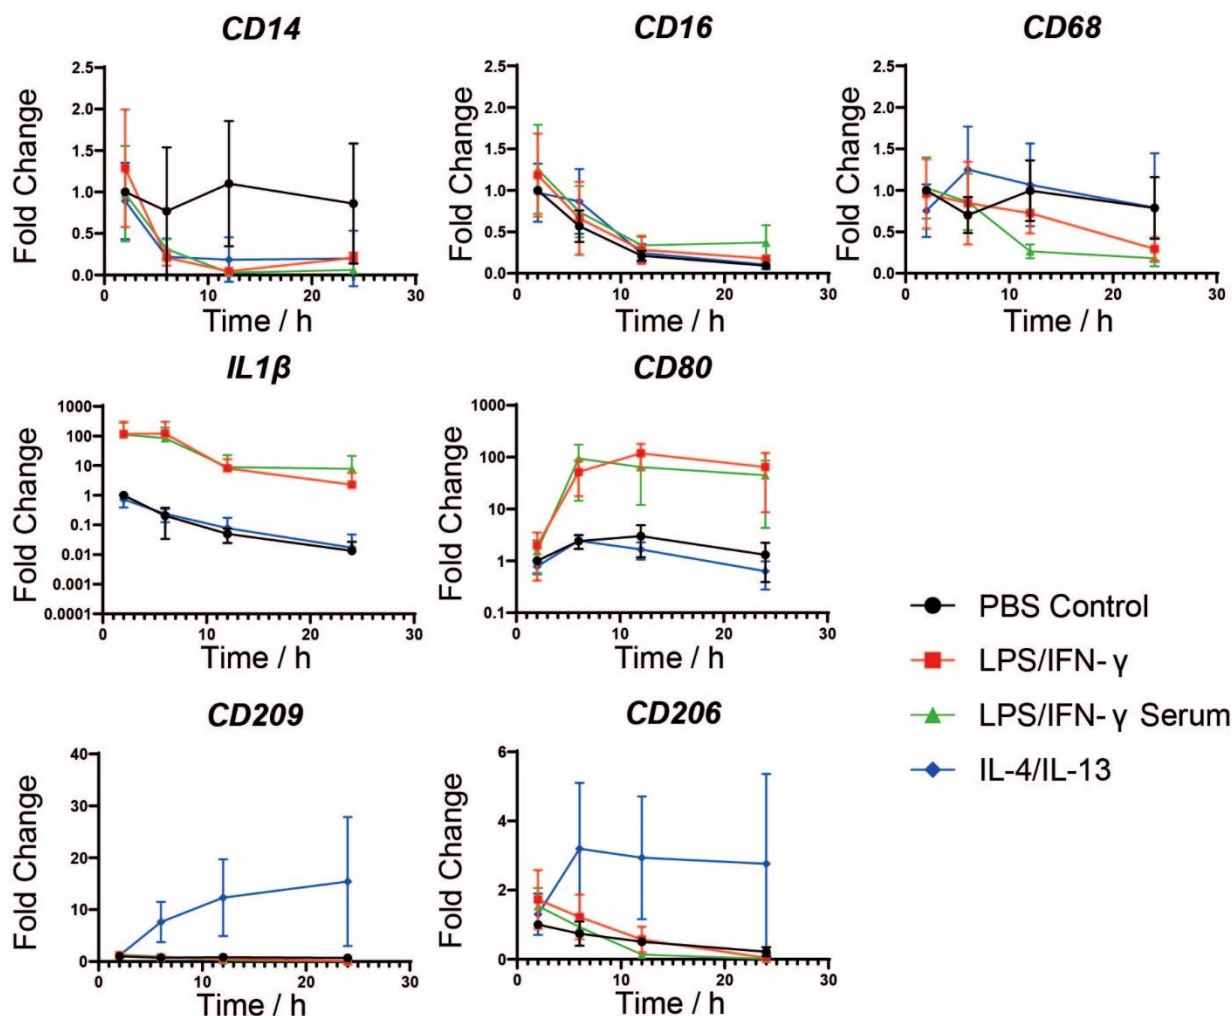 CD14
CD16
CD68
Fold Change
2.5
2.0
1.5
1.0
0.5
0.0
0 10 20 30
Time / h
Fold Change
2.5
2.0
1.5
1.0
0.5
0.0
0 10 20 30
Time / h
Fold Change
2.5
2.0
1.5
1.0
0.5
0.0
0 10 20 30
Time / h
IL1β
CD80
Fold Change
1000
100
10
1
0.1
0.01
0.001
0.0001
0 10 20 30
Time / h
Fold Change
1000
100
10
1
0.1
0 10 20 30
Time / h
CD209
CD206
Fold Change
40
30
20
10
0
0 10 20 30
Time / h
Fold Change
6
4
2
0
0 10 20 30
Time / h
PBS Control
LPS/IFN- γ
LPS/IFN- γ Serum
IL-4/IL-13